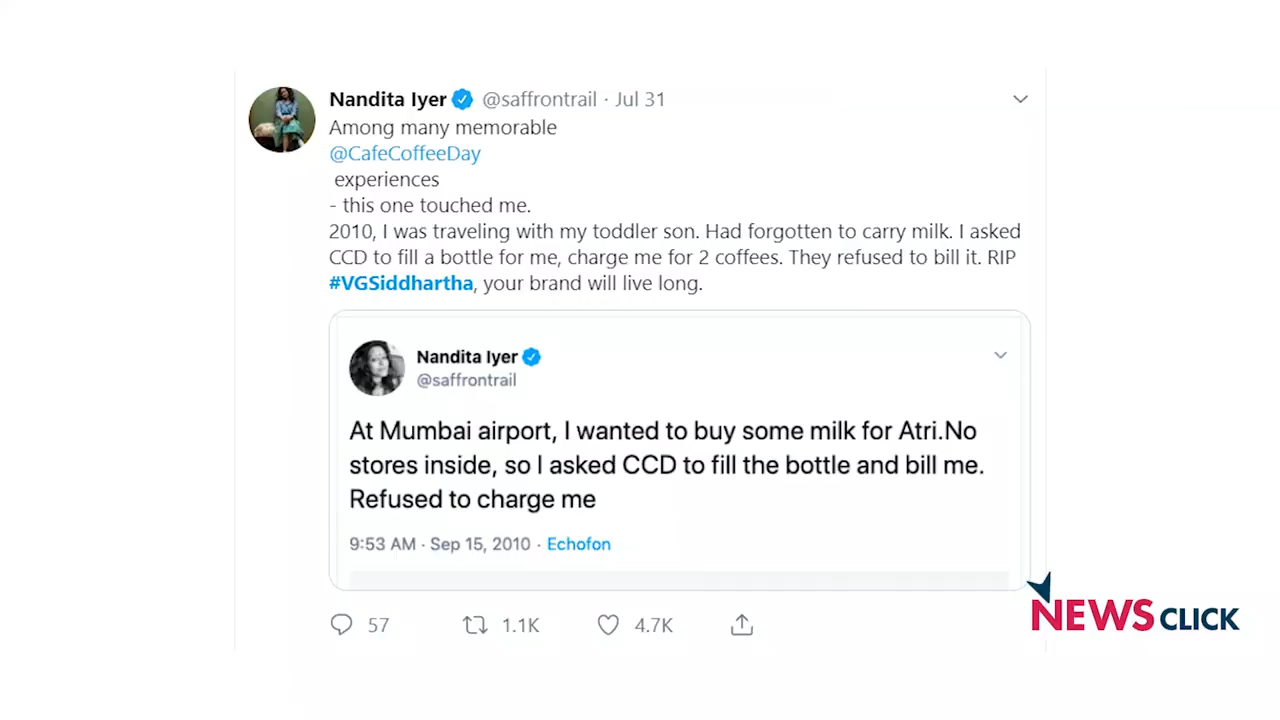 Nandita Iyer @saffrontrail · Jul 31
Among many memorable
@CafeCoffeeDay
experiences
- this one touched me.
2010, I was traveling with my toddler son. Had forgotten to carry milk. I asked
CCD to fill a bottle for me, charge me for 2 coffees. They refused to bill it. RIP
#VGSiddhartha, your brand will live long.
Nandita Iyer
@saffrontrail
At Mumbai airport, I wanted to buy some milk for Atri.No
stores inside, so I asked CCD to fill the bottle and bill me.
Refused to charge me
9:53 AM · Sep 15, 2010 · Echofon
57 1.1K 4.7K
NEWSCLICK